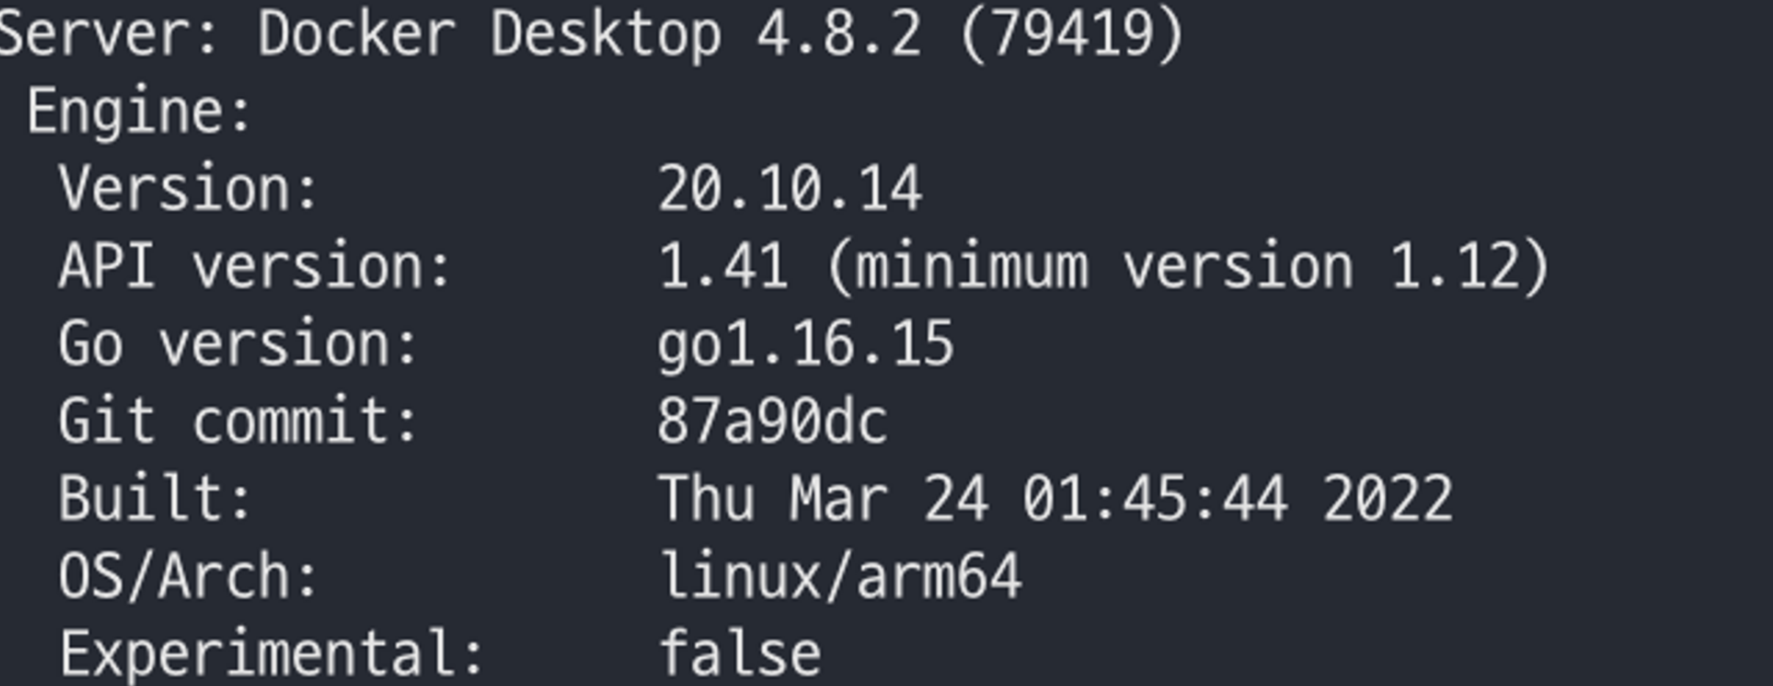 Server: Docker Desktop 4.8.2 (79419)
 Engine:
  Version:          20.10.14
  API version:      1.41 (minimum version 1.12)
  Go version:       go1.16.15
  Git commit:       87a90dc
  Built:            Thu Mar 24 01:45:44 2022
  OS/Arch:          linux/arm64
  Experimental:     false